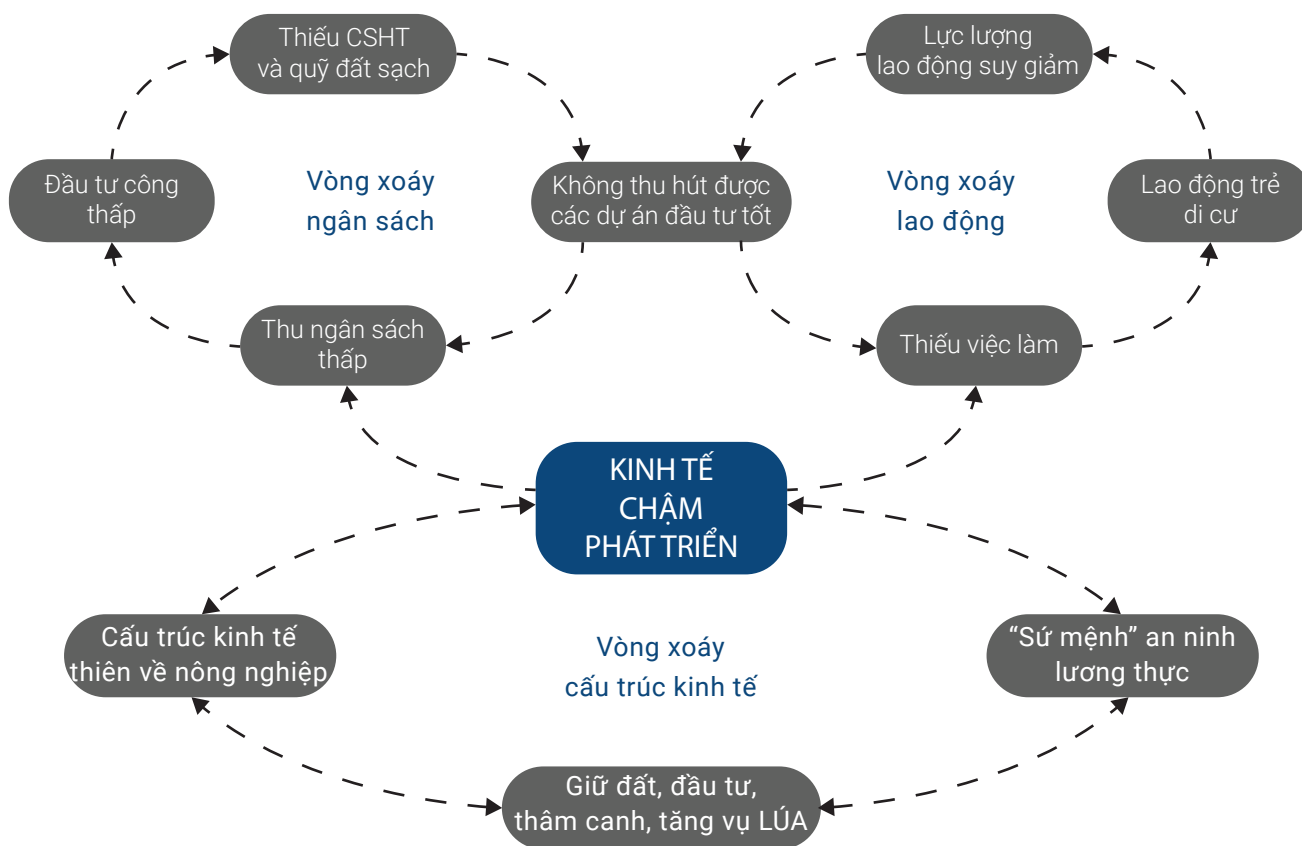 Thiếu CSHT
và quỹ đất sạch
Lực lượng
lao động suy giảm
Đầu tư công
thấp
Vòng xoáy
ngân sách
Không thu hút được
các dự án đầu tư tốt
Vòng xoáy
lao động
Lao động trẻ
di cư
Thu ngân sách
thấp
Thiếu việc làm
KINH TẾ
CHẬM
PHÁT TRIỂN
Cấu trúc kinh tế
thiên về nông nghiệp
Vòng xoáy
cấu trúc kinh tế
“Sứ mệnh” an ninh
lương thực
Giữ đất, đầu tư,
thâm canh, tăng vụ LÚA